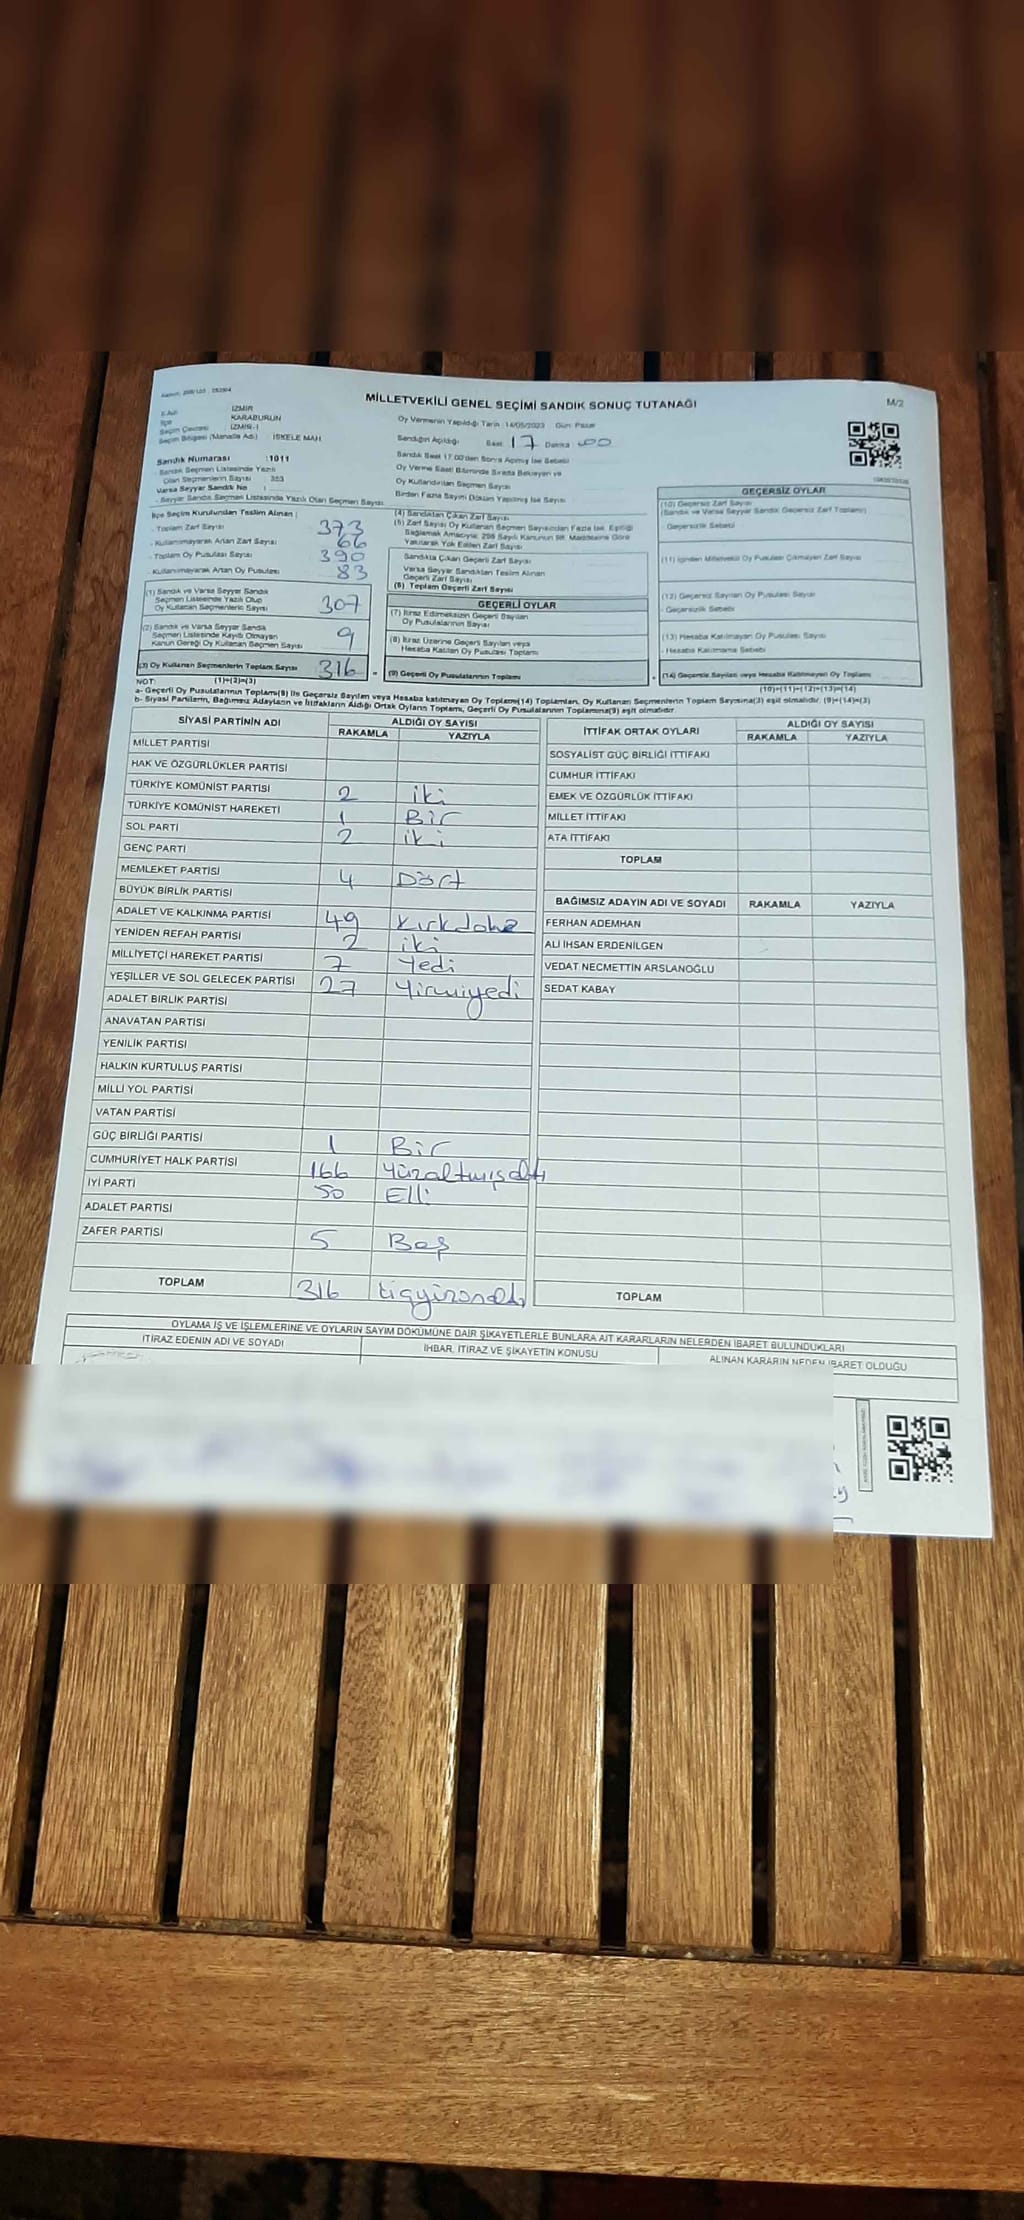 MİLLETVEKİLİ GENEL SEÇİMİ SANDIK SONUÇ TUTANAĞI
M/2
İZMİR
İlçe KARABURUN
Seçim Çevresi İZMİR-1
Seçim Bölgesi (Mahalle Adı) İSKELE MAH.
Sandık Numarası :1011
Sandık Seçmen Listesinde Yazılı
Olan Seçmenlerin Sayısı 353
Varsa Seyyar Sandık No
- Seyyar Sandık Seçmen Listesinde Yazılı Olan Seçmen Sayısı
Oy Vermenin Yapıldığı Tarih :14/05/2023 Gün: Pazar
Sandığın Açıldığı Saat 17 Dakika 00
Sandık Saat 17:00'den Sonra Açılmış İse Sebebi
Oy Verme Saati Bitiminde Sırada Bekleyen ve
Oy Kullandırılan Seçmen Sayısı
Birden Fazla Sayım Döküm Yapılmış İse Sayısı
İlçe Seçim Kurulundan Teslim Alınan
- Toplam Zarf Sayısı 373
- Kullanılmayarak Artan Zarf Sayısı 66
- Toplam Oy Pusulası Sayısı 390
- Kullanılmayarak Artan Oy Pusulası 83
(1) Sandık ve Varsa Seyyar Sandık
Seçmen Listesinde Yazılı Olup
Oy Kullanan Seçmenlerin Sayısı 307
(2) Sandık ve Varsa Seyyar Sandık
Seçmen Listesinde Kayıtlı Olmayan
Kanun Gereği Oy Kullanan Seçmen Sayısı 9
(3) Oy Kullanan Seçmenlerin Toplam Sayısı 316
(4) Sandıktan Çıkan Zarf Sayısı
(5) Zarf Sayısı Oy Kullanan Seçmen Sayısından Fazla İse, Eşitliği
Sağlamak Amacıyla; 298 Sayılı Kanunun 98. Maddesine Göre
Yakılarak Yok Edilen Zarf Sayısı
Sandıkta Çıkan Geçerli Zarf Sayısı
Varsa Seyyar Sandıktan Teslim Alınan
Geçerli Zarf Sayısı
(6) Toplam Geçerli Zarf Sayısı
GEÇERLİ OYLAR
(7) İtiraz Edilmeksizin Geçerli Sayılan
Oy Pusulalarının Sayısı
(8) İtiraz Üzerine Geçerli Sayılan veya
Hesaba Katılan Oy Pusulası Toplamı
(9) Geçerli Oy Pusulalarının Toplamı
GEÇERSİZ OYLAR
(10) Geçersiz Zarf Sayısı
(Sandık ve Varsa Seyyar Sandık Geçersiz Zarf Toplamı)
- Geçersizlik Sebebi
(11) İçinden Milletvekili Oy Pusulası Çıkmayan Zarf Sayısı
(12) Geçersiz Sayılan Oy Pusulası Sayısı
- Geçersizlik Sebebi
(13) Hesaba Katılmayan Oy Pusulası Sayısı
- Hesaba Katılmama Sebebi
(14) Geçersiz Sayılan veya Hesaba Katılmayan Oy Toplamı
NOT: (1)+(2)=(3)
(10)+(11)+(12)+(13)=(14)
a- Geçerli Oy Pusulalarının Toplamı(9) ile Geçersiz Sayılan veya Hesaba katılmayan Oy Toplamı(14) Toplamları, Oy Kullanan Seçmenlerin Toplam Sayısına(3) eşit olmalıdır. (9)+(14)=(3)
b- Siyasi Partilerin, Bağımsız Adayların ve İttifakların Aldığı Ortak Oyların Toplamı, Geçerli Oy Pusulalarının Toplamına(9) eşit olmalıdır.
SİYASİ PARTİNİN ADI ALDIĞI OY SAYISI
RAKAMLA YAZIYLA
MİLLET PARTİSİ
HAK VE ÖZGÜRLÜKLER PARTİSİ
TÜRKİYE KOMÜNİST PARTİSİ 2 iki
TÜRKİYE KOMÜNİST HAREKETİ 1 Bir
SOL PARTİ 2 iki
GENÇ PARTİ
MEMLEKET PARTİSİ 4 Dört
BÜYÜK BİRLİK PARTİSİ
ADALET VE KALKINMA PARTİSİ 49 Kırkdokuz
YENİDEN REFAH PARTİSİ 2 iki
MİLLİYETÇİ HAREKET PARTİSİ 7 Yedi
YEŞİLLER VE SOL GELECEK PARTİSİ 27 Yirmiyedi
ADALET BİRLİK PARTİSİ
ANAVATAN PARTİSİ
YENİLİK PARTİSİ
HALKIN KURTULUŞ PARTİSİ
MİLLİ YOL PARTİSİ
VATAN PARTİSİ
GÜÇ BİRLİĞİ PARTİSİ 1 Bir
CUMHURİYET HALK PARTİSİ 166 Yüzaltmışaltı
İYİ PARTİ 50 Elli
ADALET PARTİSİ
ZAFER PARTİSİ 5 Beş
TOPLAM 316
İTTİFAK ORTAK OYLARI ALDIĞI OY SAYISI
RAKAMLA YAZIYLA
SOSYALİST GÜÇ BİRLİĞİ İTTİFAKI
CUMHUR İTTİFAKI
EMEK VE ÖZGÜRLÜK İTTİFAKI
MİLLET İTTİFAKI
ATA İTTİFAKI
TOPLAM
BAĞIMSIZ ADAYIN ADI VE SOYADI RAKAMLA YAZIYLA
FERHAN ADEMHAN
ALİ İHSAN ERDENİLGEN
VEDAT NECMETTİN ARSLANOĞLU
SEDAT KABAY
TOPLAM
OYLAMA İŞ VE İŞLEMLERİNE VE OYLARIN SAYIM DÖKÜMÜNE DAİR ŞİKAYETLERLE BUNLARA AİT KARARLARIN NELERDEN İBARET BULUNDUKLARI
İTİRAZ EDENİN ADI VE SOYADI İHBAR, İTİRAZ VE ŞİKAYETİN KONUSU ALINAN KARARIN NEDEN İBARET OLDUĞU